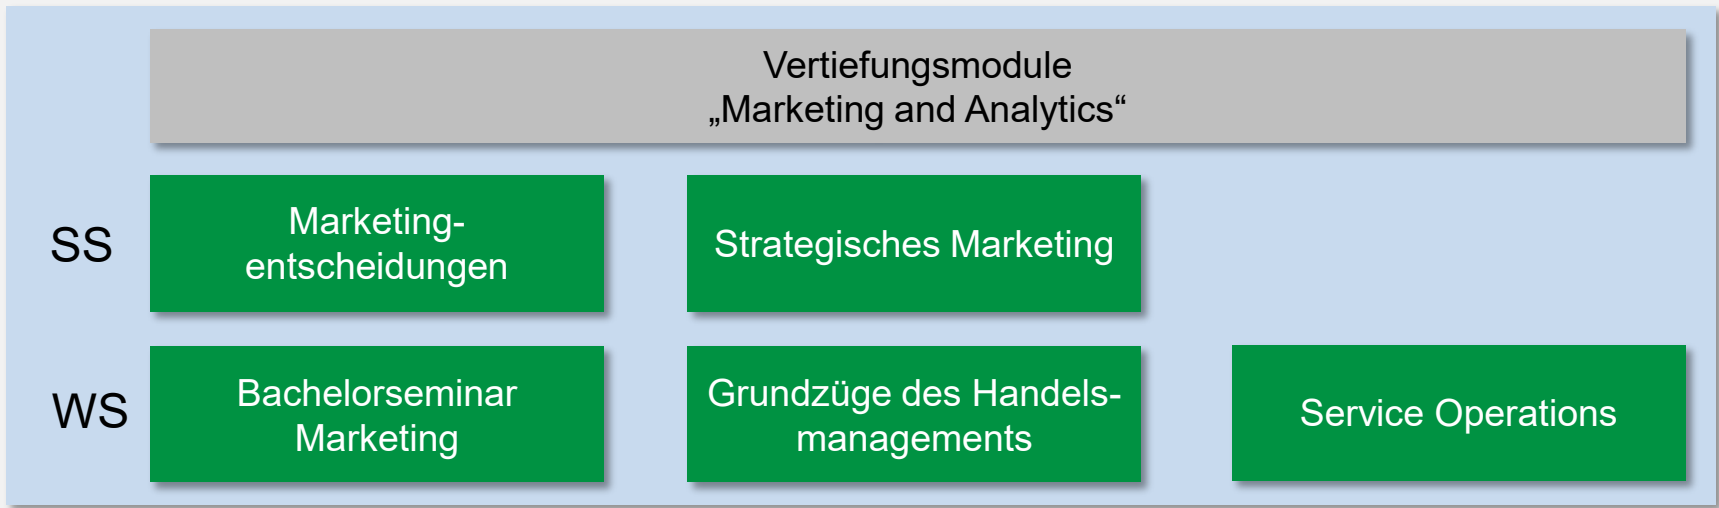 Vertiefungsmodule
„Marketing and Analytics“
SS
Marketing-
entscheidungen
Strategisches Marketing
WS
Bachelorseminar
Marketing
Grundzüge des Handels-
managements
Service Operations